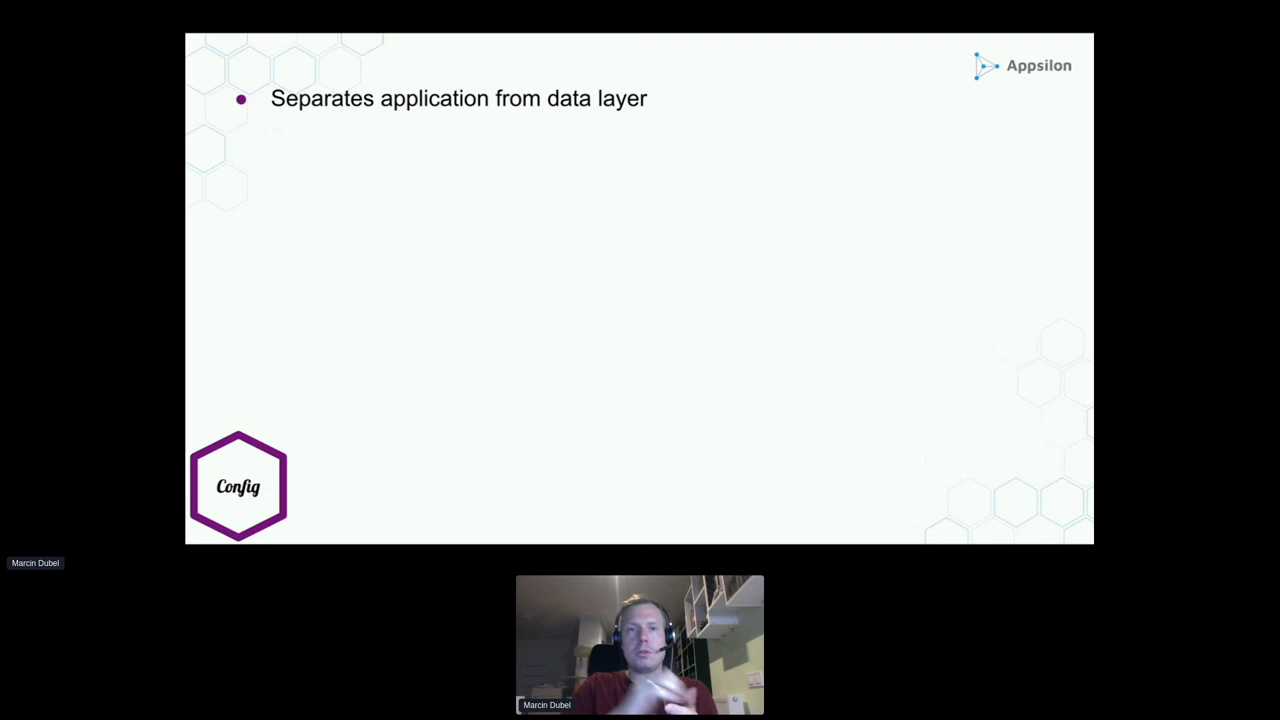 Appsilon
Separates application from data layer
Config
Marcin Dubel
Marcin Dubel